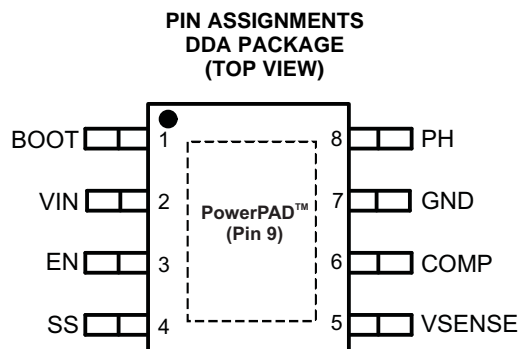 PIN ASSIGNMENTS
DDA PACKAGE
(TOP VIEW)
BOOT 1 8 PH
VIN 2 7 GND
PowerPAD™
(Pin 9)
EN 3 6 COMP
SS 4 5 VSENSE